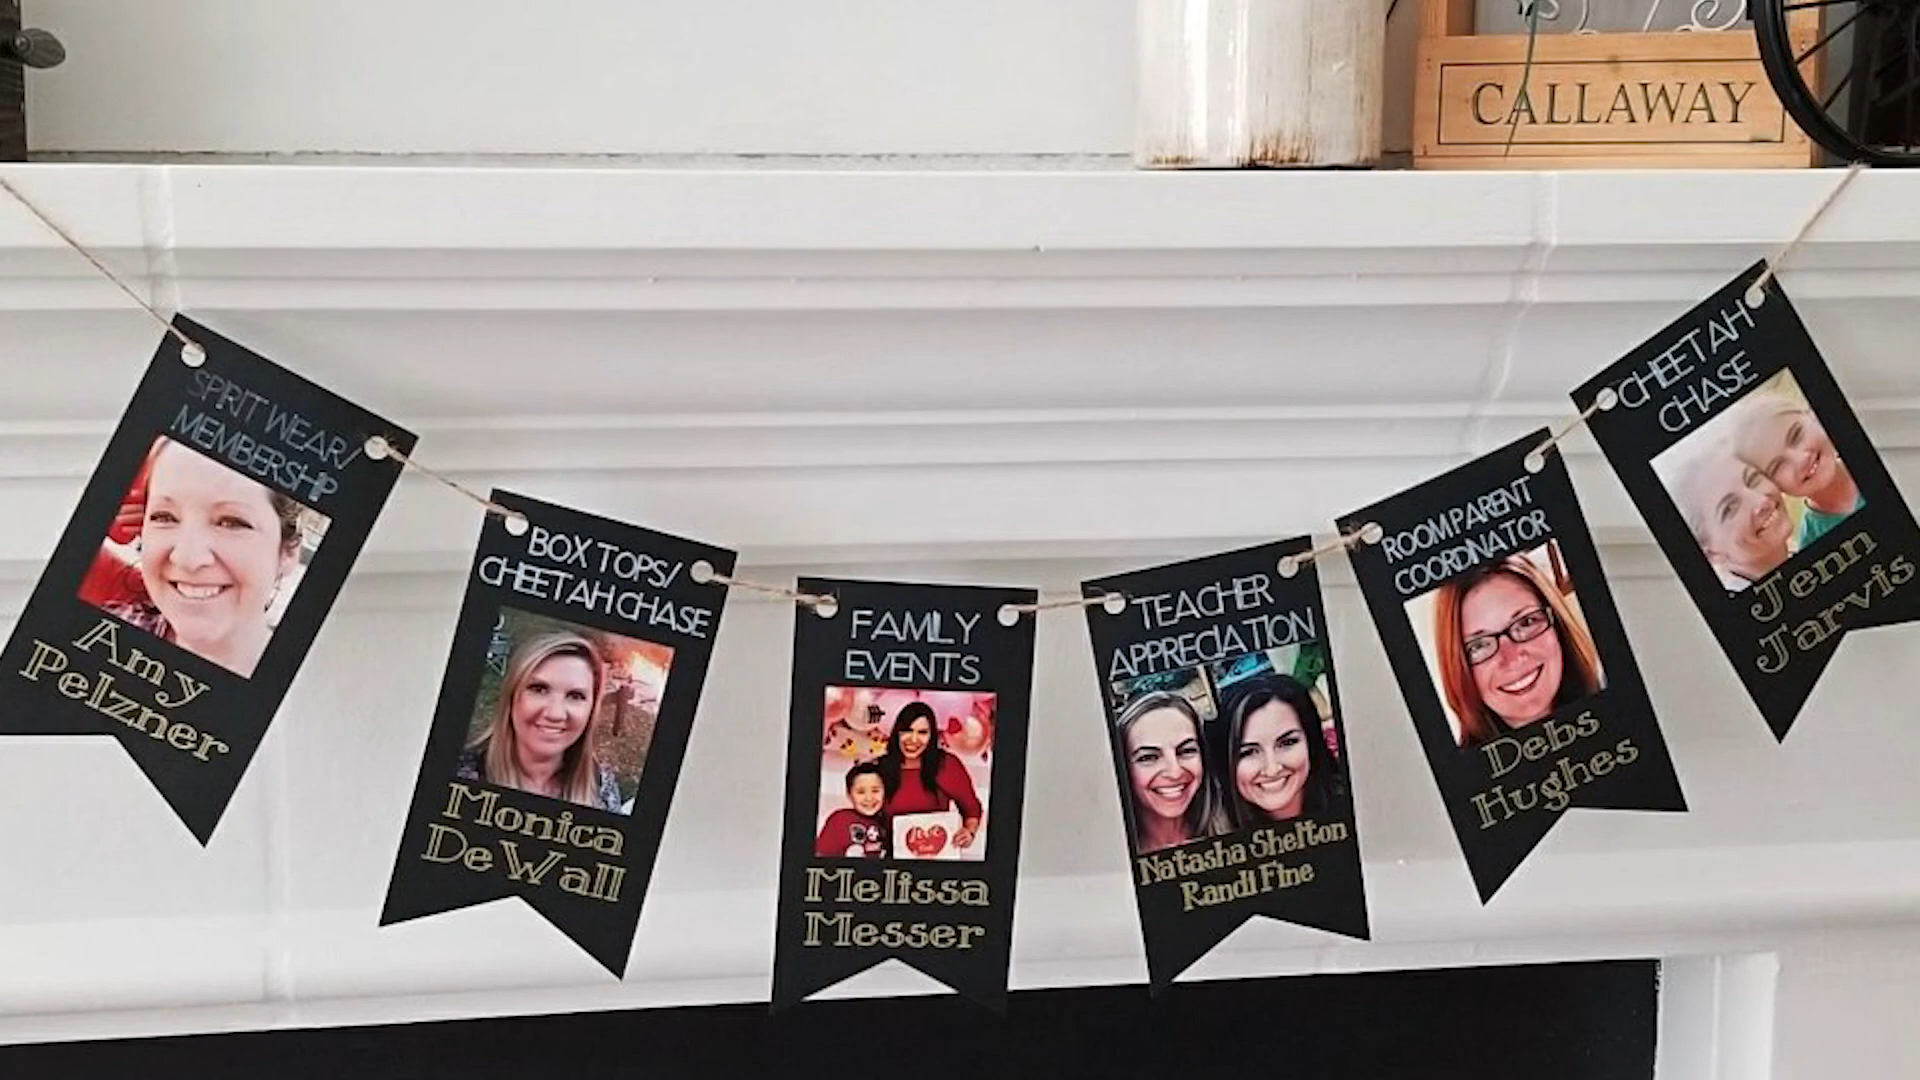 CALLAWAY
SPIRIT WEAR/
MEMBERSHIP
Amy
Pelzner
BOX TOPS/
CHEETAH CHASE
Monica
DeWall
FAMILY
EVENTS
Melissa
Messer
TEACHER
APPRECIATION
Natasha Shelton
Randi Fine
ROOM PARENT
COORDINATOR
Debs
Hughes
CHEETAH
CHASE
Jenn
Jarvis